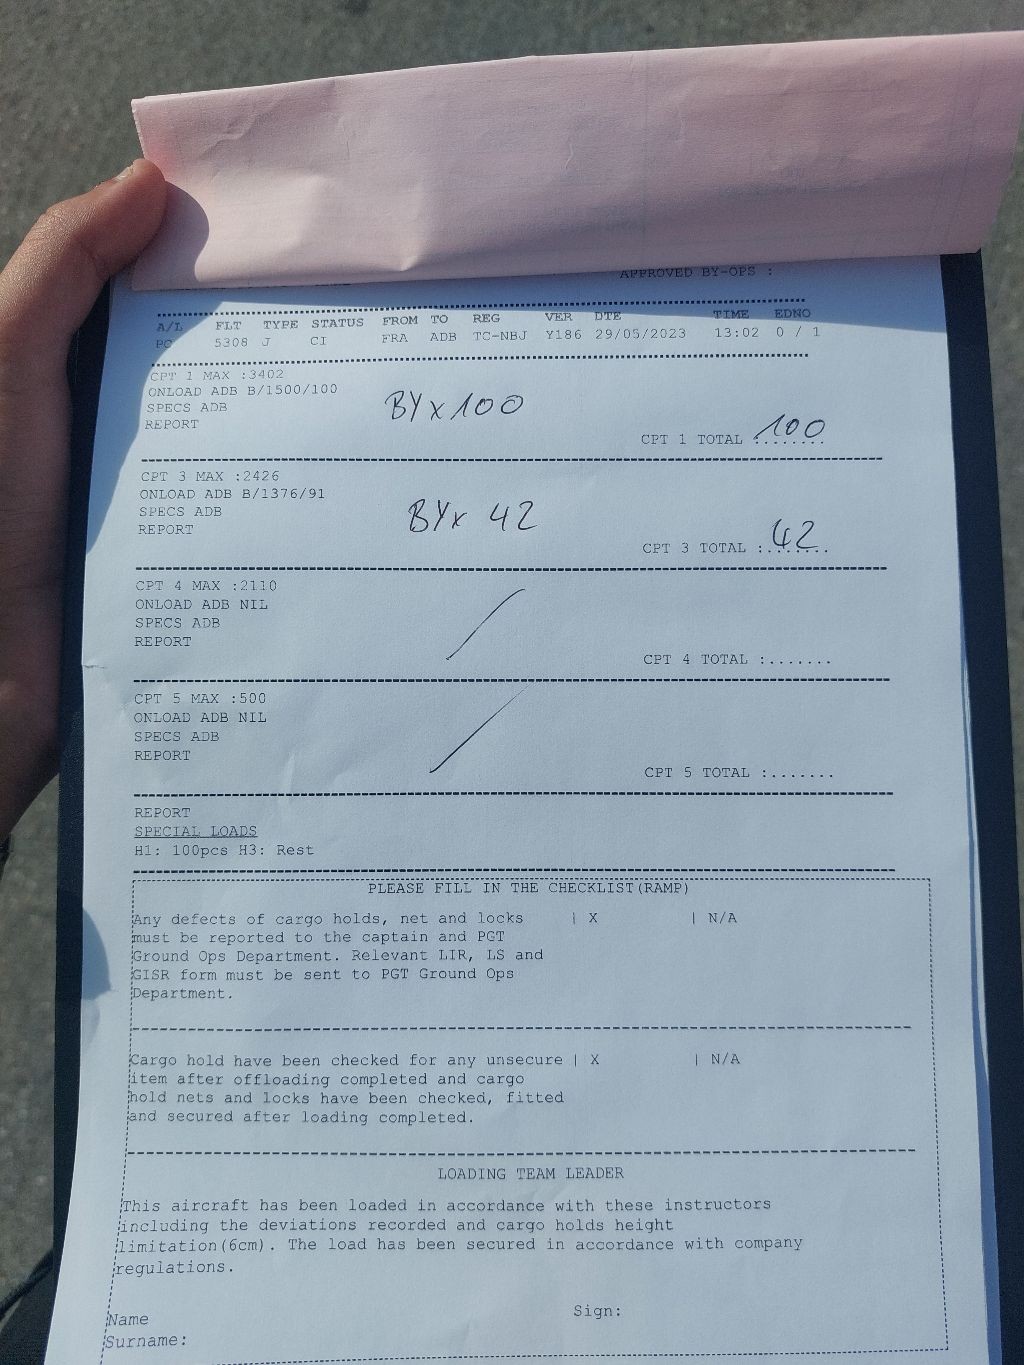 APPROVED BY-OPS :
A/L FLT TYPE STATUS FROM TO REG VER DTE TIME EDNO
PC 5308 J CI FRA ADB TC-NBJ Y186 29/05/2023 13:02 0 / 1
CPT 1 MAX :3402
ONLOAD ADB B/1500/100
SPECS ADB
REPORT
BY x 100
CPT 1 TOTAL :.......
100
CPT 3 MAX :2426
ONLOAD ADB B/1376/91
SPECS ADB
REPORT
BY x 42
CPT 3 TOTAL :.......
42
CPT 4 MAX :2110
ONLOAD ADB NIL
SPECS ADB
REPORT
CPT 4 TOTAL :.......
CPT 5 MAX :500
ONLOAD ADB NIL
SPECS ADB
REPORT
CPT 5 TOTAL :.......
REPORT
SPECIAL LOADS
H1: 100pcs H3: Rest
PLEASE FILL IN THE CHECKLIST(RAMP)
Any defects of cargo holds, net and locks | X | N/A
must be reported to the captain and PGT
Ground Ops Department. Relevant LIR, LS and
GISR form must be sent to PGT Ground Ops
Department.
Cargo hold have been checked for any unsecure | X | N/A
item after offloading completed and cargo
hold nets and locks have been checked, fitted
and secured after loading completed.
LOADING TEAM LEADER
This aircraft has been loaded in accordance with these instructors
including the deviations recorded and cargo holds height
limitation(6cm). The load has been secured in accordance with company
regulations.
Name Sign:
Surname: